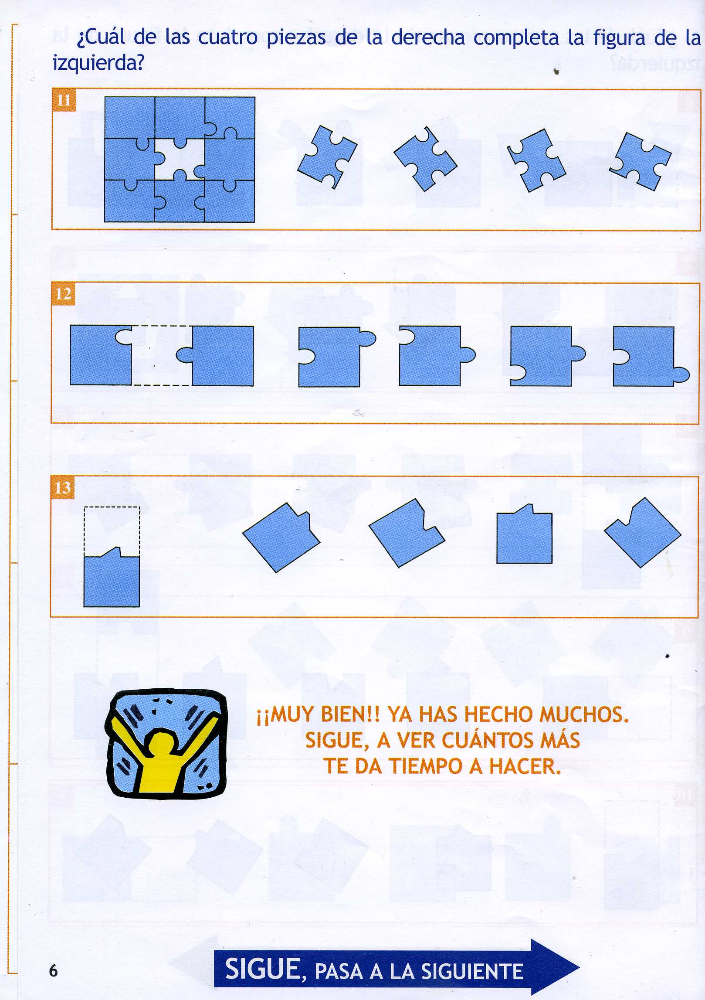 ¿Cuál de las cuatro piezas de la derecha completa la figura de la
izquierda?
11
12
13
¡¡MUY BIEN!! YA HAS HECHO MUCHOS.
SIGUE, A VER CUÁNTOS MÁS
TE DA TIEMPO A HACER.
6
SIGUE, PASA A LA SIGUIENTE